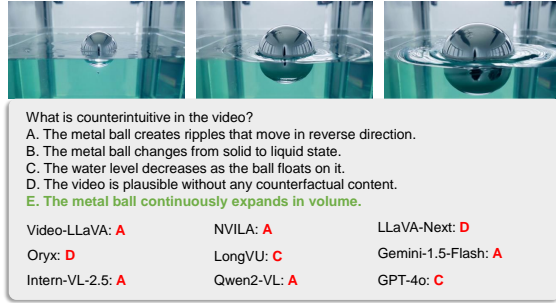 What is counterintuitive in the video?
A. The metal ball creates ripples that move in reverse direction.
B. The metal ball changes from solid to liquid state.
C. The water level decreases as the ball floats on it.
D. The video is plausible without any counterfactual content.
E. The metal ball continuously expands in volume.
Video-LLaVA: A NVILA: A LLaVA-Next: D
Oryx: D LongVU: C Gemini-1.5-Flash: A
Intern-VL-2.5: A Qwen2-VL: A GPT-4o: C